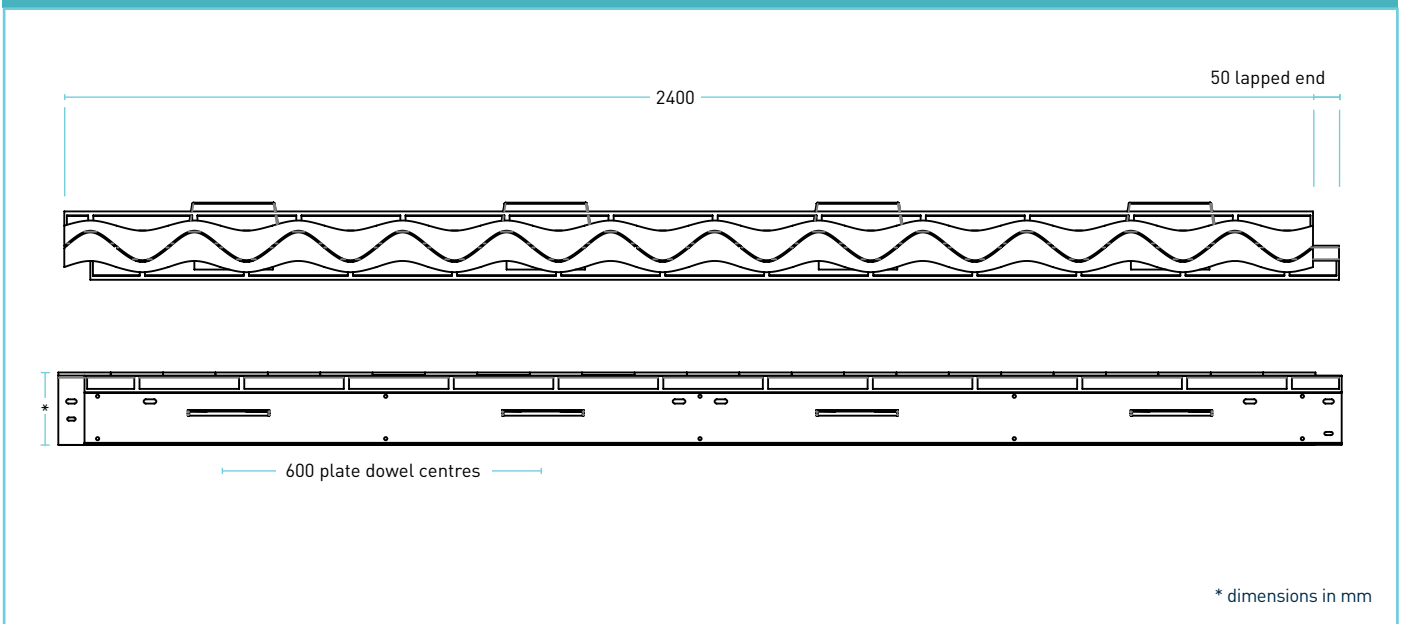 50 lapped end
2400
*
600 plate dowel centres
* dimensions in mm